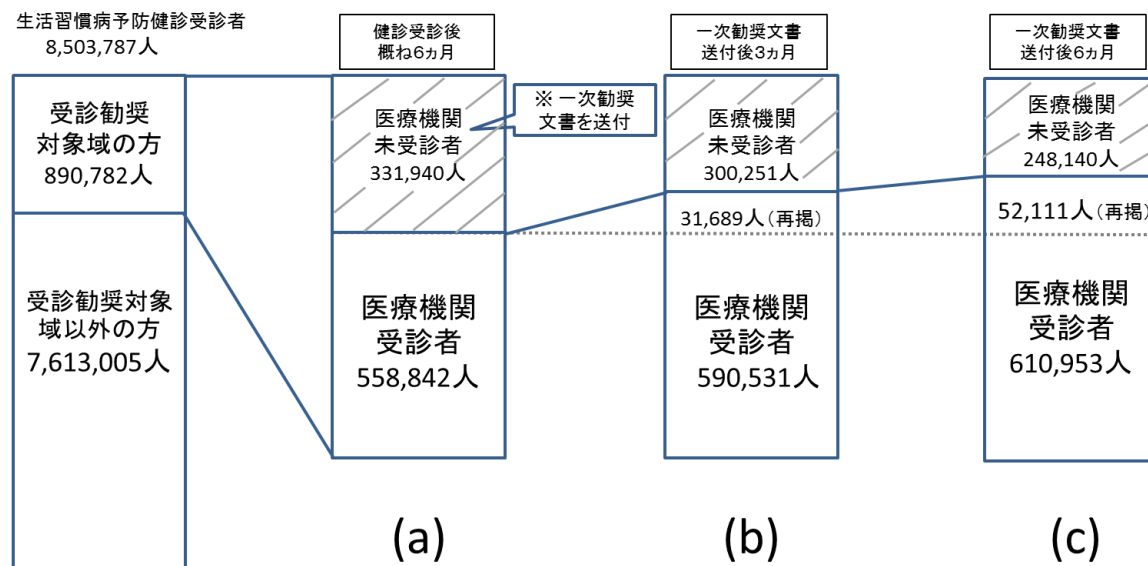 生活習慣病予防健診受診者
8,503,787人
受診勧奨
対象域の方
890,782人
受診勧奨対象
域以外の方
7,613,005人
健診受診後
概ね6ヵ月
医療機関
未受診者
331,940人
※ 一次勧奨
文書を送付
医療機関
受診者
558,842人
(a)
一次勧奨文書
送付後3ヵ月
医療機関
未受診者
300,251人
31,689人(再掲)
医療機関
受診者
590,531人
(b)
一次勧奨文書
送付後6ヵ月
医療機関
未受診者
248,140人
52,111人(再掲)
医療機関
受診者
610,953人
(c)